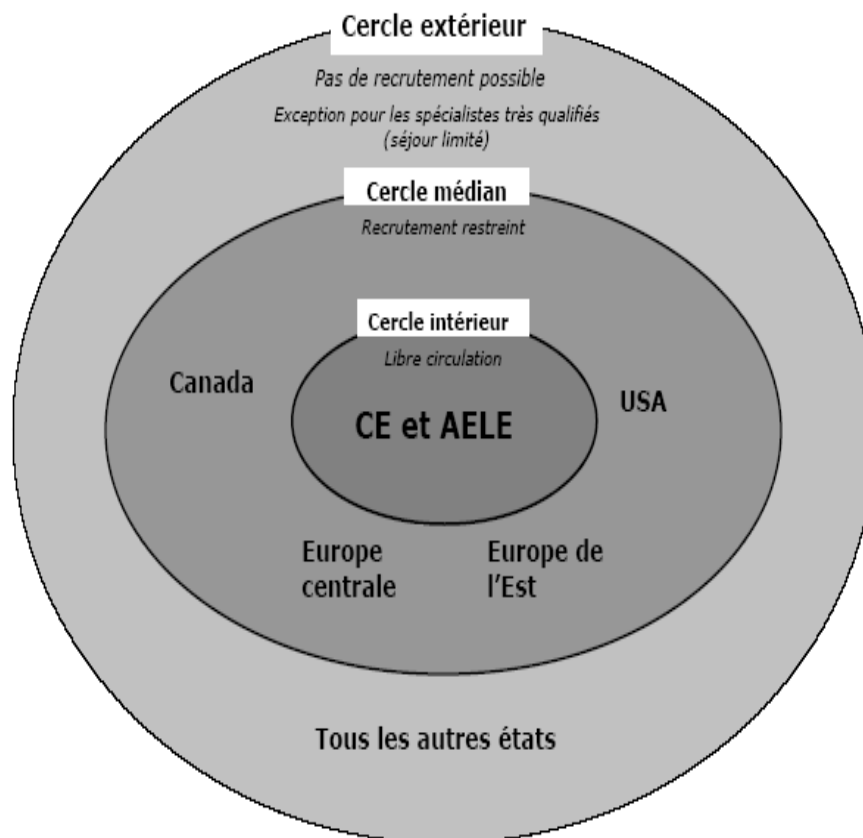 Cercle extérieur
Pas de recrutement possible
Exception pour les spécialistes très qualifiés
(séjour limité)
Cercle médian
Recrutement restreint
Cercle intérieur
Libre circulation
Canada
USA
CE et AELE
Europe
centrale
Europe de
l'Est
Tous les autres états